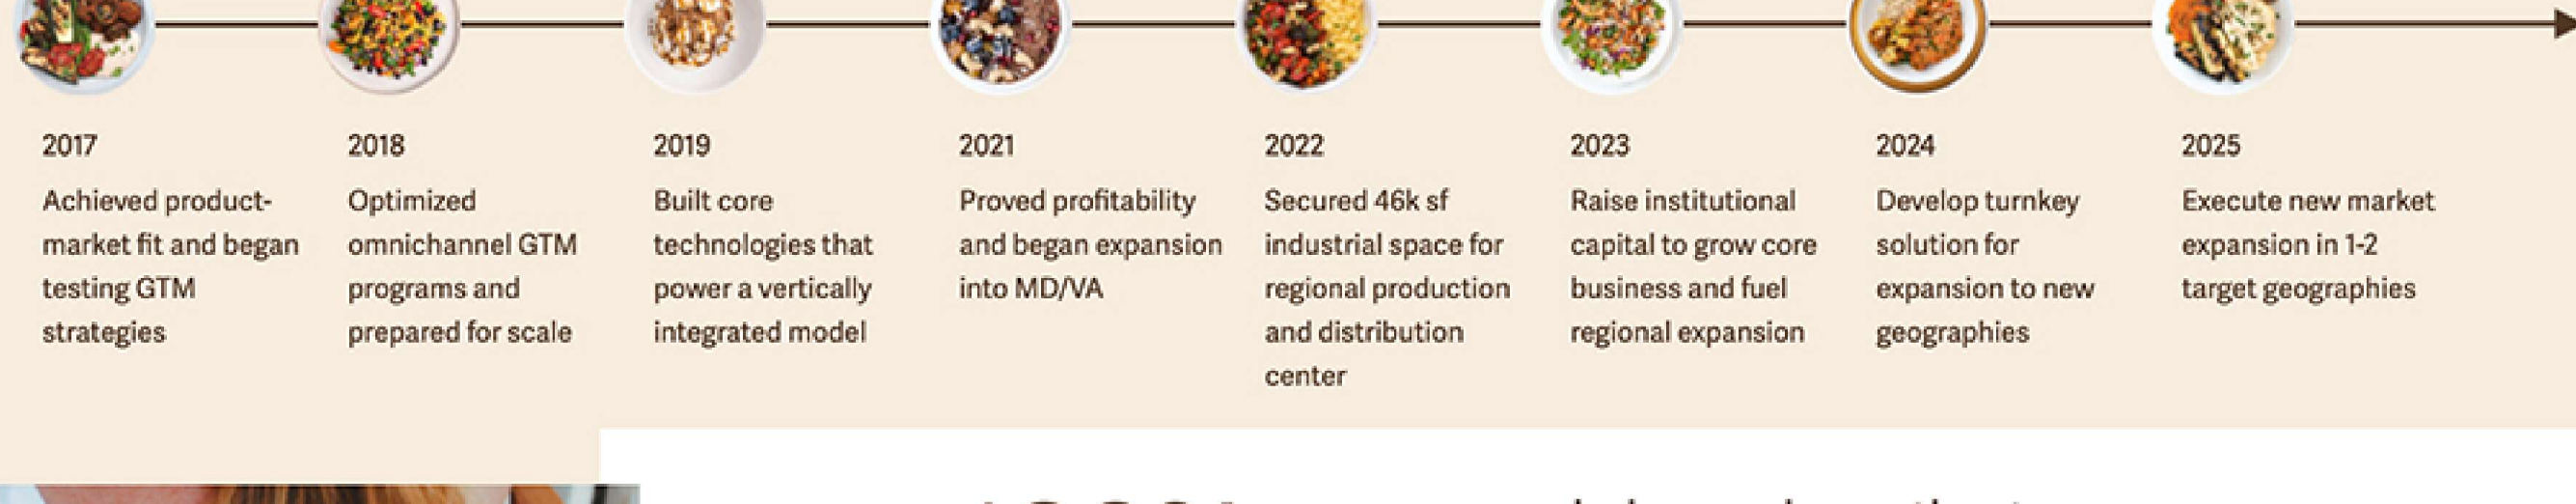 2017
Achieved product-
market fit and began
testing GTM
strategies
2018
Optimized
omnichannel GTM
programs and
prepared for scale
2019
Built core
technologies that
power a vertically
integrated model
2021
Proved profitability
and began expansion
into MD/VA
2022
Secured 46k sf
industrial space for
regional production
and distribution
center
2023
Raise institutional
capital to grow core
business and fuel
regional expansion
2024
Develop turnkey
solution for
expansion to new
geographies
2025
Execute new market
expansion in 1-2
target geographies